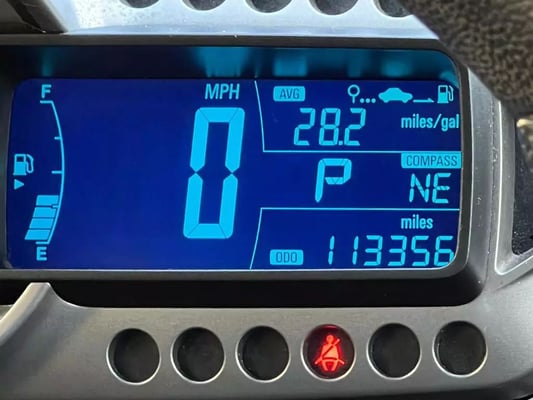 F
MPH
AVG
28.2 miles/gal
0
COMPASS
P NE
E
miles
ODO 113356